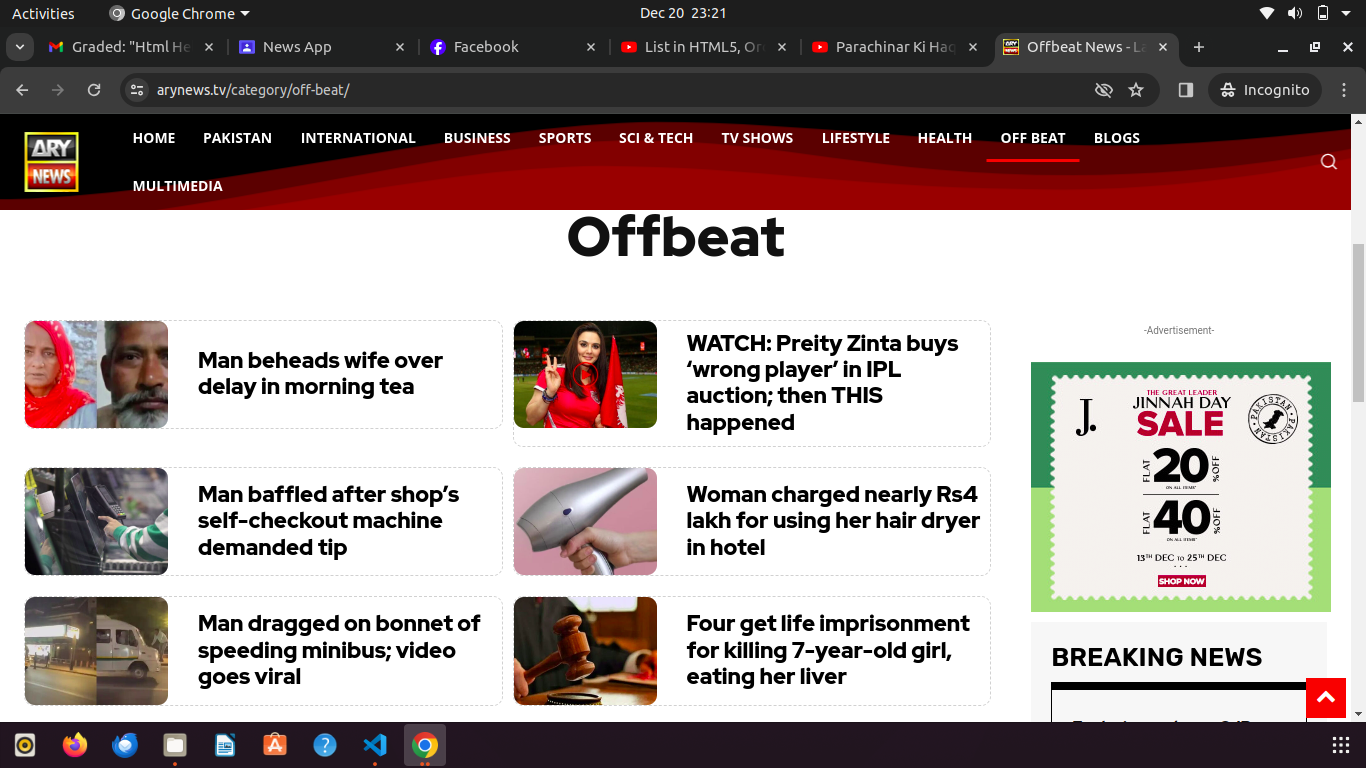 Activities
Google Chrome
Dec 20 23:21
Graded: "Html He
News App
Facebook
List in HTML5, Or
Parachinar Ki Haq
Offbeat News - La
arynews.tv/category/off-beat/
Incognito
ARY
NEWS
HOME
PAKISTAN
INTERNATIONAL
BUSINESS
SPORTS
SCI & TECH
TV SHOWS
LIFESTYLE
HEALTH
OFF BEAT
BLOGS
MULTIMEDIA
Offbeat
Man beheads wife over
delay in morning tea
WATCH: Preity Zinta buys
‘wrong player’ in IPL
auction; then THIS
happened
Man baffled after shop’s
self-checkout machine
demanded tip
Woman charged nearly Rs4
lakh for using her hair dryer
in hotel
Man dragged on bonnet of
speeding minibus; video
goes viral
Four get life imprisonment
for killing 7-year-old girl,
eating her liver
-Advertisement-
J.
THE GREAT LEADER
JINNAH DAY
SALE
PAKISTAN • PAKISTAN •
FLAT 20 %OFF
ON ALL ITEMS*
FLAT 40 %OFF
ON ALL ITEMS*
13TH DEC TO 25TH DEC
SHOP NOW
BREAKING NEWS